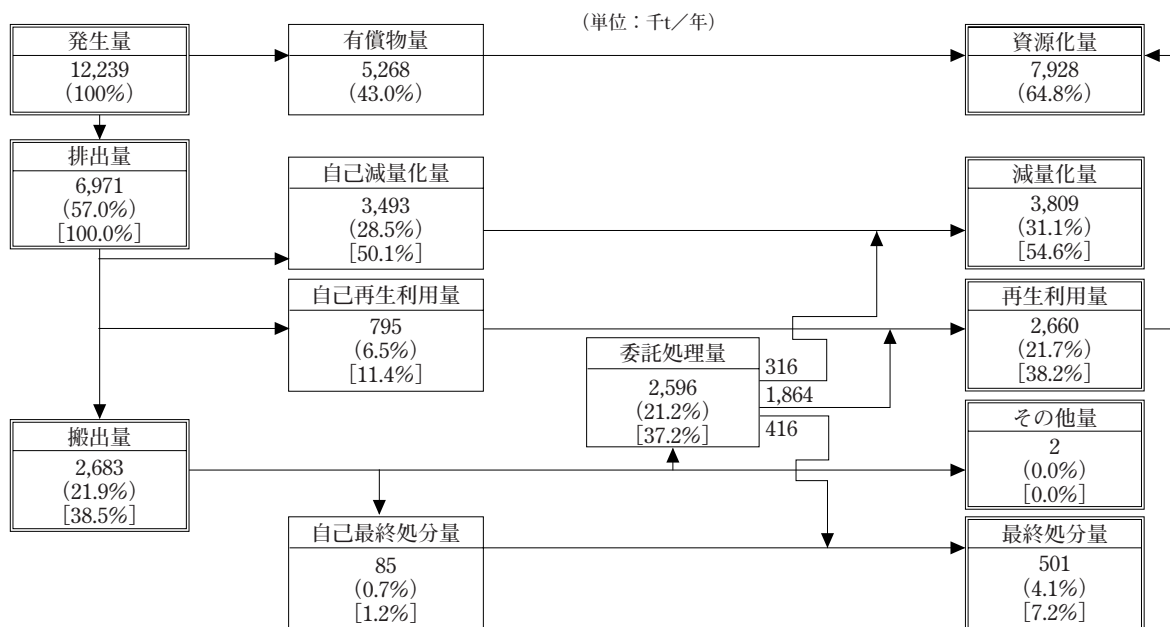 (単位：千t／年)
発生量
12,239
(100%)
有償物量
5,268
(43.0%)
資源化量
7,928
(64.8%)
排出量
6,971
(57.0%)
[100.0%]
自己減量化量
3,493
(28.5%)
[50.1%]
減量化量
3,809
(31.1%)
[54.6%]
自己再生利用量
795
(6.5%)
[11.4%]
再生利用量
2,660
(21.7%)
[38.2%]
委託処理量
2,596
(21.2%)
[37.2%]
316
1,864
416
搬出量
2,683
(21.9%)
[38.5%]
その他量
2
(0.0%)
[0.0%]
自己最終処分量
85
(0.7%)
[1.2%]
最終処分量
501
(4.1%)
[7.2%]